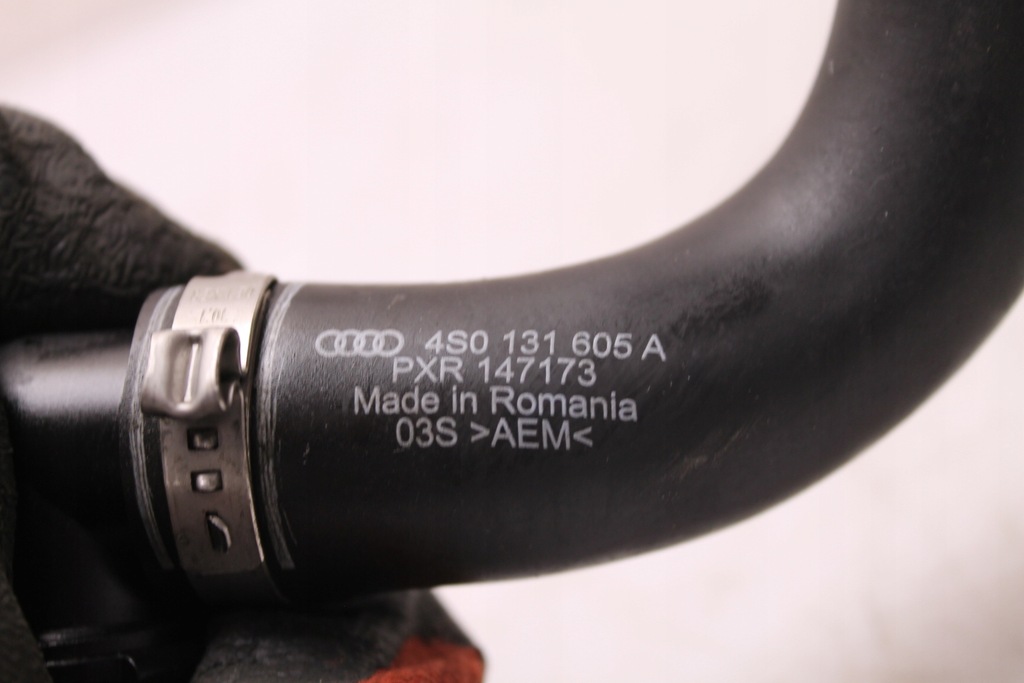 4S0 131 605 A
PXR 147173
Made in Romania
03S >AEM<